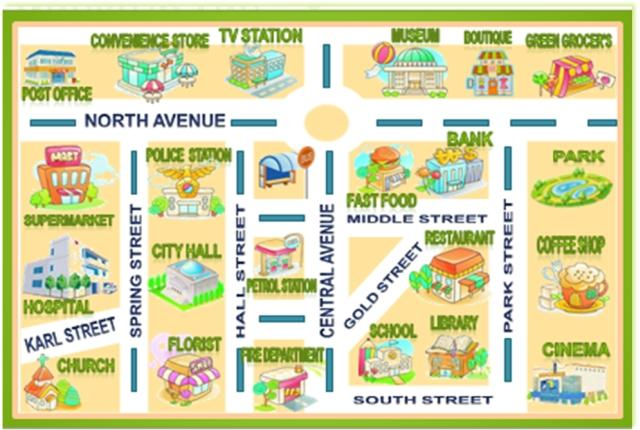 CONVENIENCE STORE
TV STATION
MUSEUM
BOUTIQUE
GREEN GROCER'S
POST OFFICE
NORTH AVENUE
BANK
POLICE STATION
PARK
MART
FAST FOOD
SUPERMARKET
MIDDLE STREET
RESTAURANT
COFFEE SHOP
CITY HALL
SPRING STREET
HALL STREET
CENTRAL AVENUE
GOLD STREET
PARK STREET
PETROL STATION
HOSPITAL
KARL STREET
SCHOOL
LIBRARY
FLORIST
FIRE DEPARTMENT
CINEMA
CHURCH
SOUTH STREET